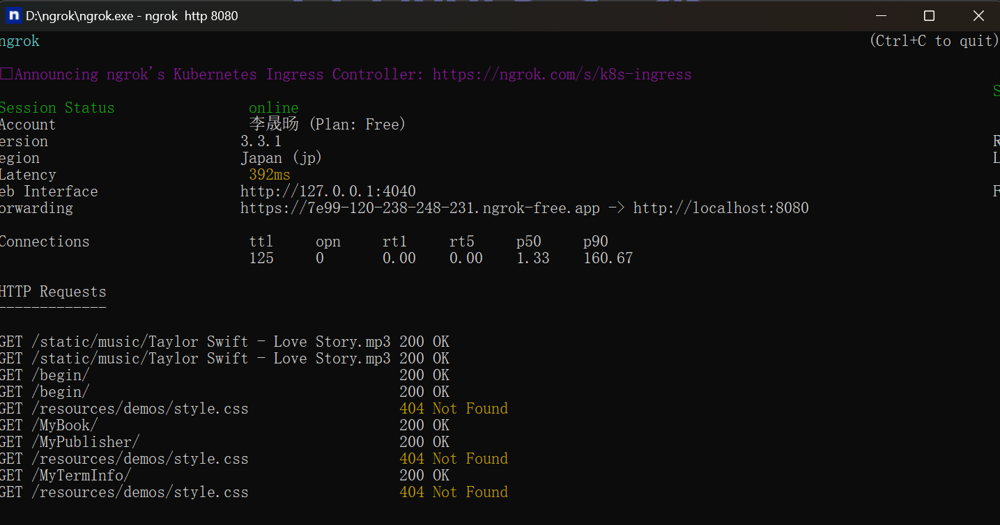 D:\ngrok\ngrok.exe - ngrok  http 8080
ngrok (Ctrl+C to quit)
□Announcing ngrok's Kubernetes Ingress Controller: https://ngrok.com/s/k8s-ingress
S
Session Status online
Account 李晟旸 (Plan: Free)
ersion 3.3.1 R
egion Japan (jp) L
Latency 392ms
eb Interface http://127.0.0.1:4040 F
orwarding https://7e99-120-238-248-231.ngrok-free.app -> http://localhost:8080
Connections ttl opn rt1 rt5 p50 p90
125 0 0.00 0.00 1.33 160.67
HTTP Requests
-------------
GET /static/music/Taylor Swift - Love Story.mp3 200 OK
GET /static/music/Taylor Swift - Love Story.mp3 200 OK
GET /begin/ 200 OK
GET /begin/ 200 OK
GET /resources/demos/style.css 404 Not Found
GET /MyBook/ 200 OK
GET /MyPublisher/ 200 OK
GET /resources/demos/style.css 404 Not Found
GET /MyTermInfo/ 200 OK
GET /resources/demos/style.css 404 Not Found